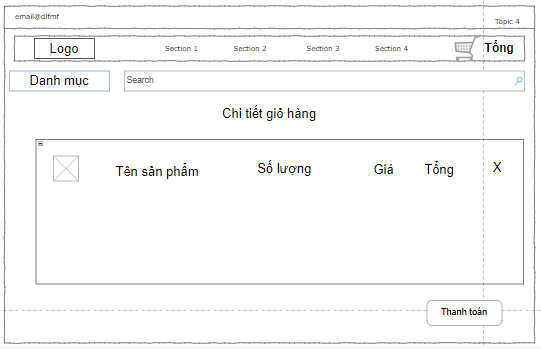 email@dlfmf
Topic 4
Logo
Section 1
Section 2
Section 3
Section 4
Tổng
Danh mục
Search
Chi tiết giỏ hàng
Tên sản phẩm
Số lượng
Giá
Tổng
X
Thanh toán